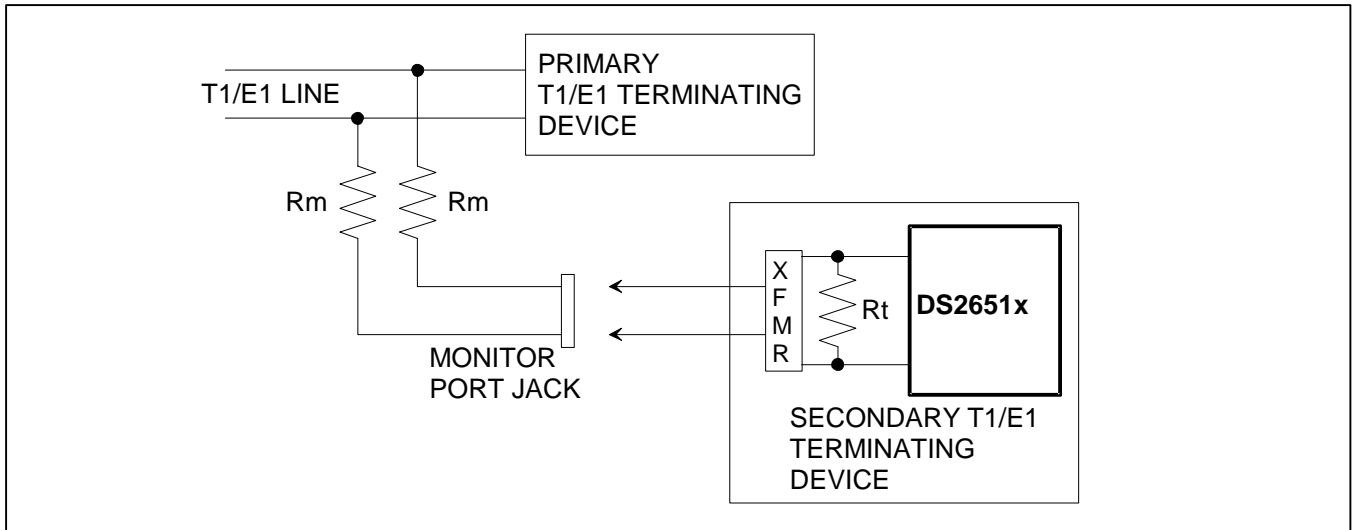 PRIMARY
T1/E1 TERMINATING
DEVICE
T1/E1 LINE
Rm
Rm
X
F
M
R
Rt
DS2651x
MONITOR
PORT JACK
SECONDARY T1/E1
TERMINATING
DEVICE